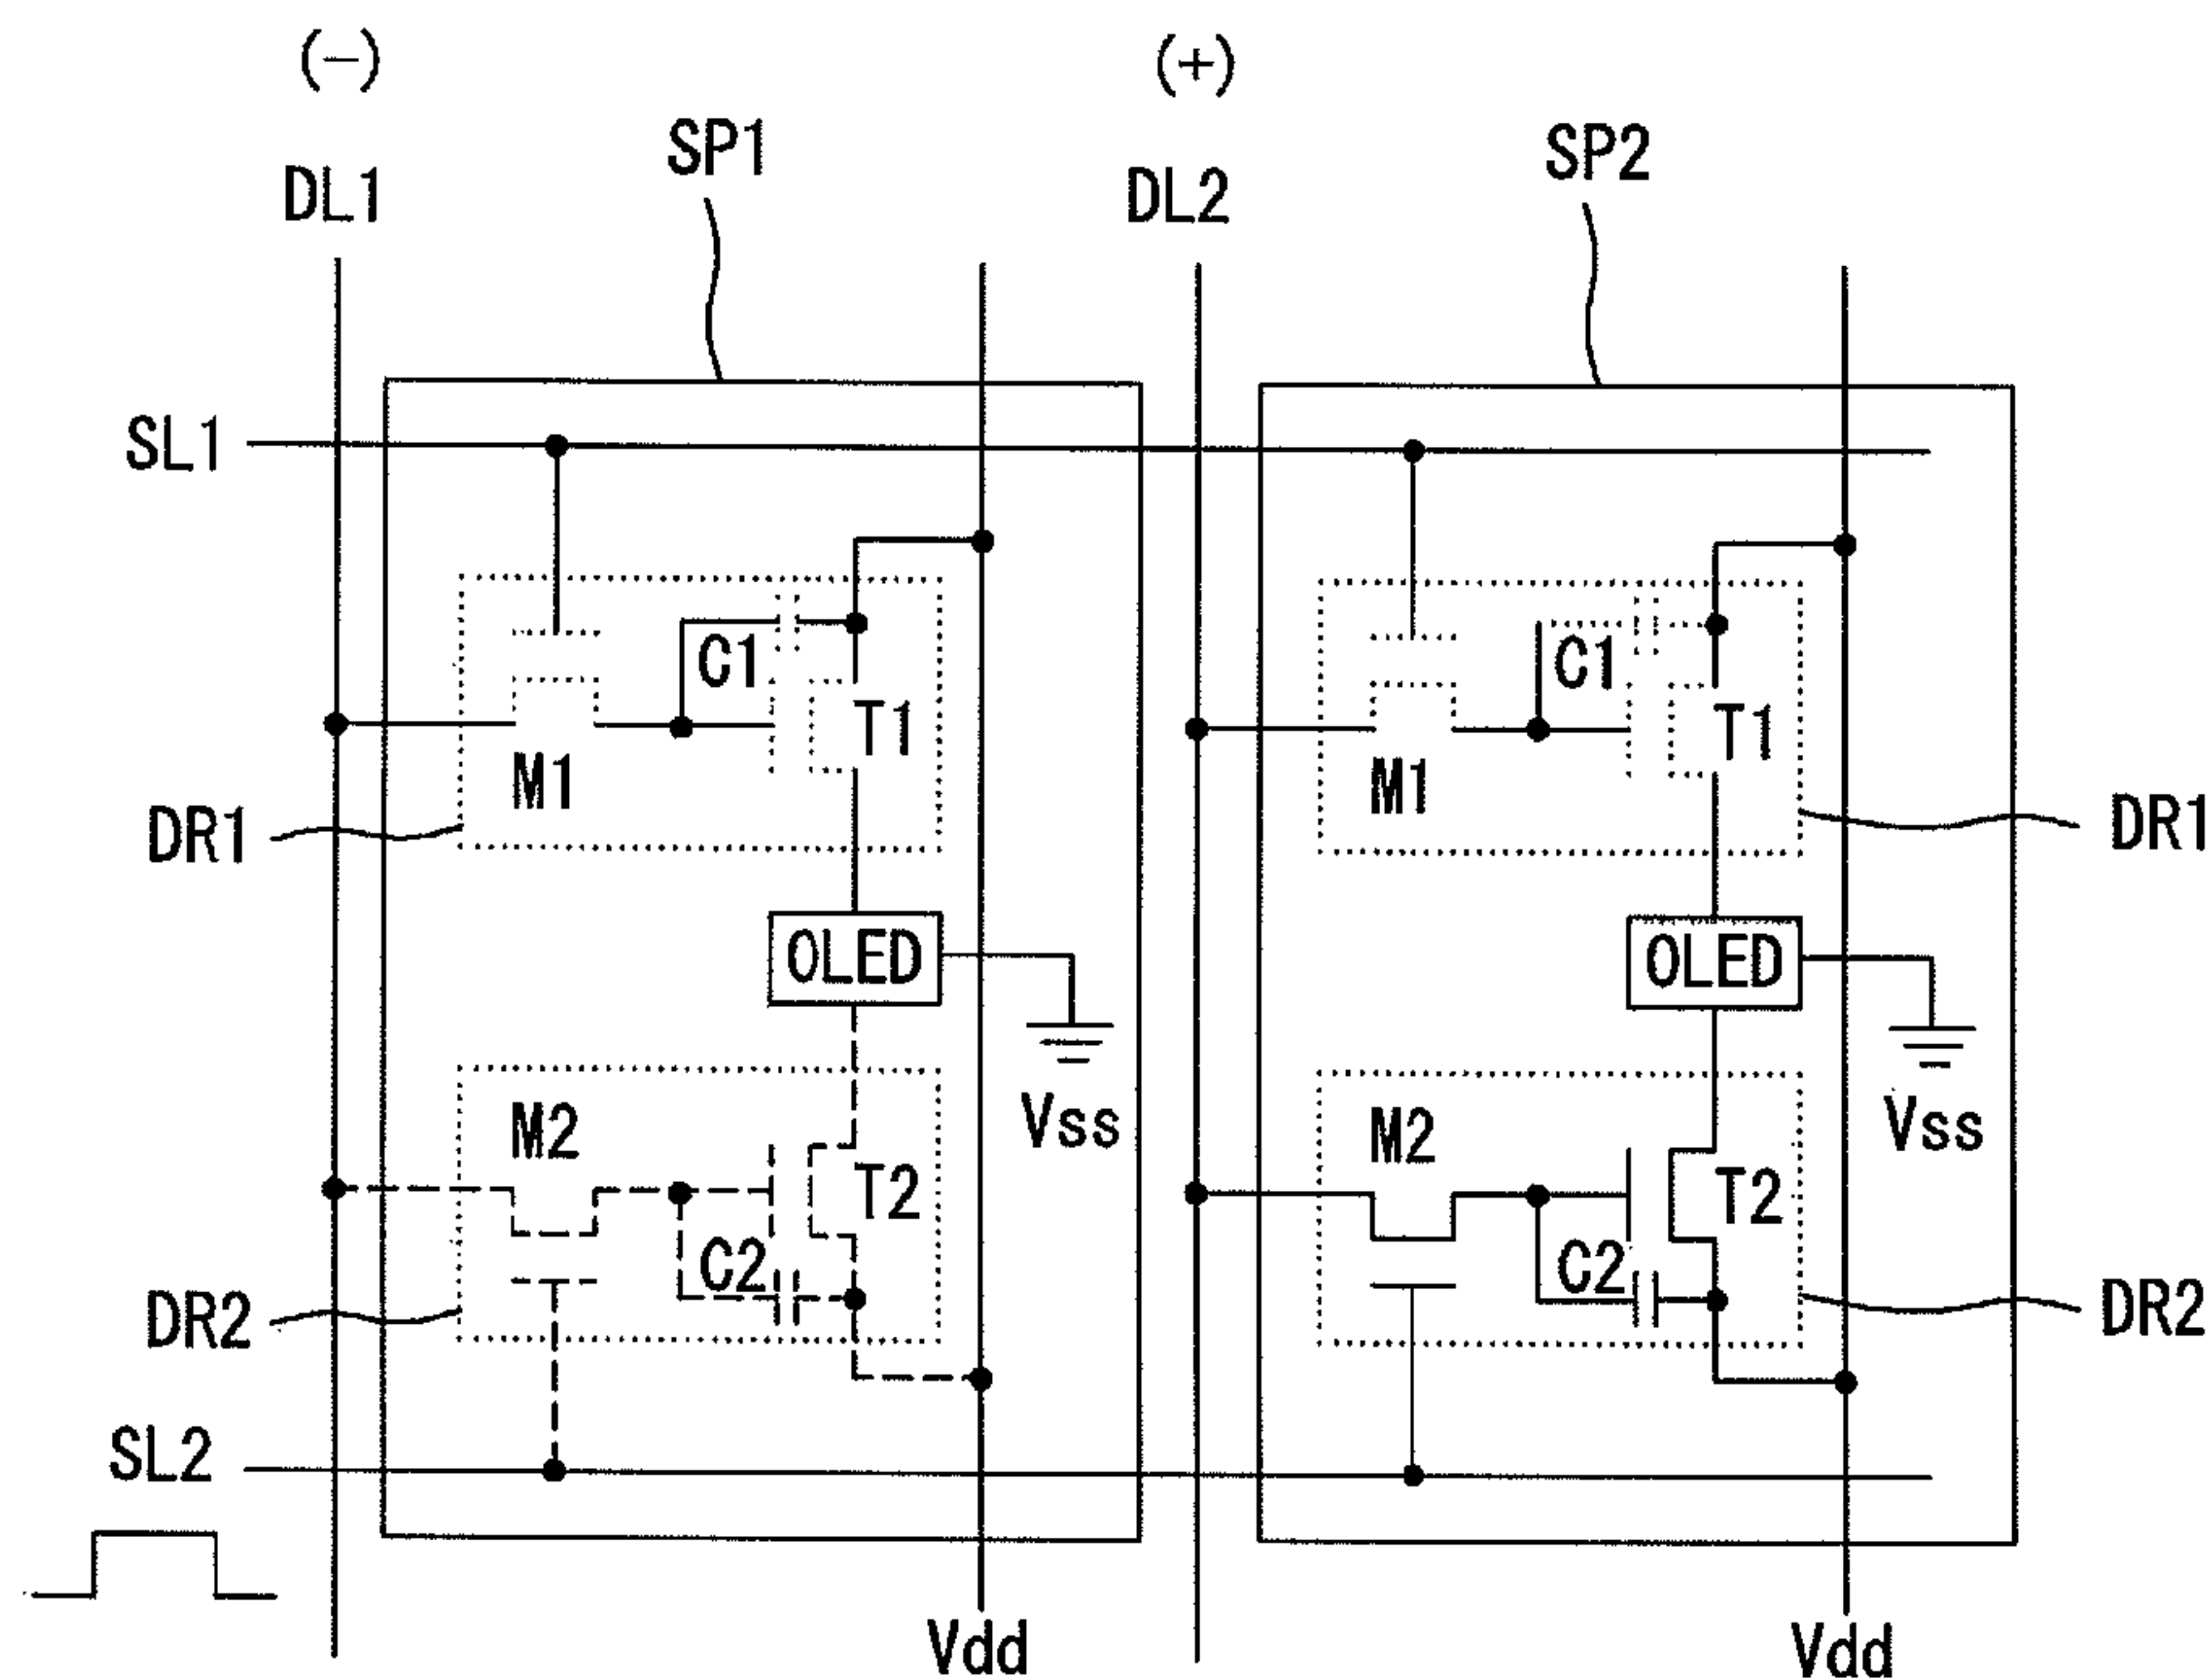 (-)
(+)
SP1
SP2
DL1
DL2
SL1
C1
T1
M1
C1
T1
M1
DR1
DR1
OLED
OLED
Vss
Vss
M2
T2
C2
M2
T2
C2
DR2
DR2
SL2
Vdd
Vdd